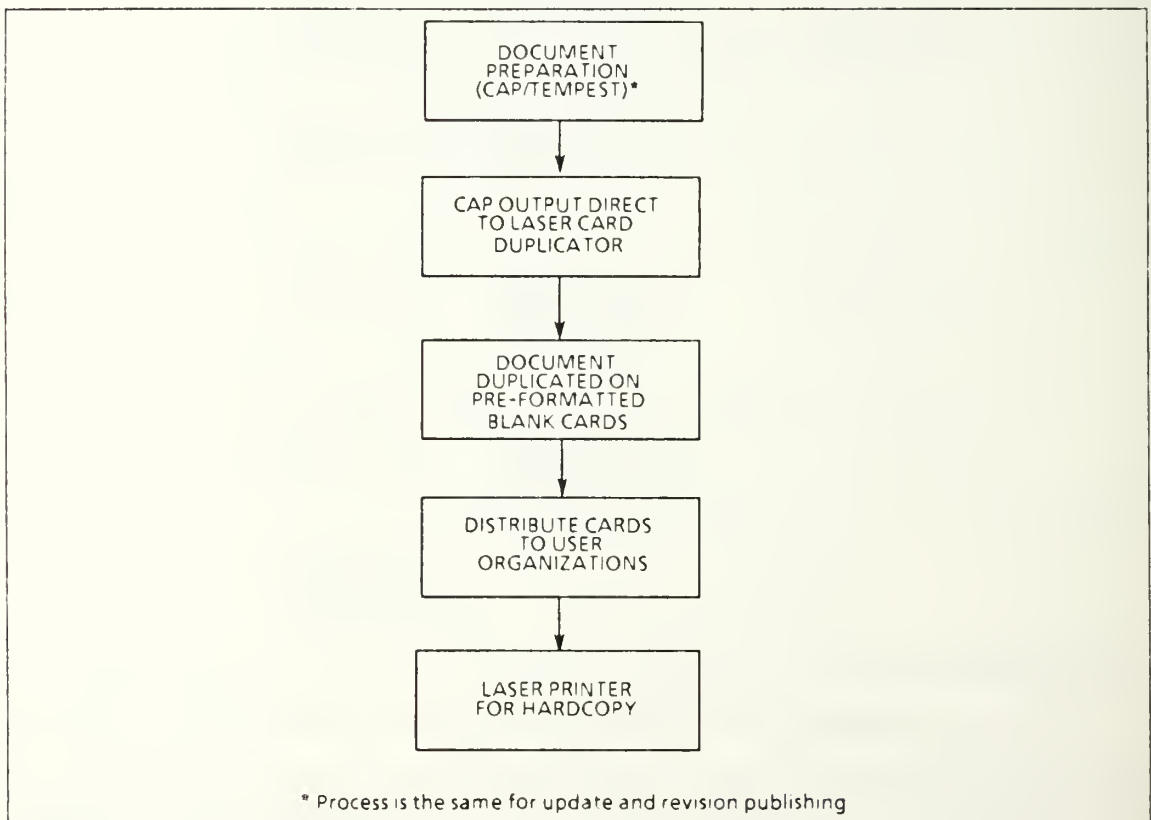 DOCUMENT
PREPARATION
(CAP/TEMPEST)*
CAP OUTPUT DIRECT
TO LASER CARD
DUPLICATOR
DOCUMENT
DUPLICATED ON
PRE-FORMATTED
BLANK CARDS
DISTRIBUTE CARDS
TO USER
ORGANIZATIONS
LASER PRINTER
FOR HARDCOPY
* Process is the same for update and revision publishing